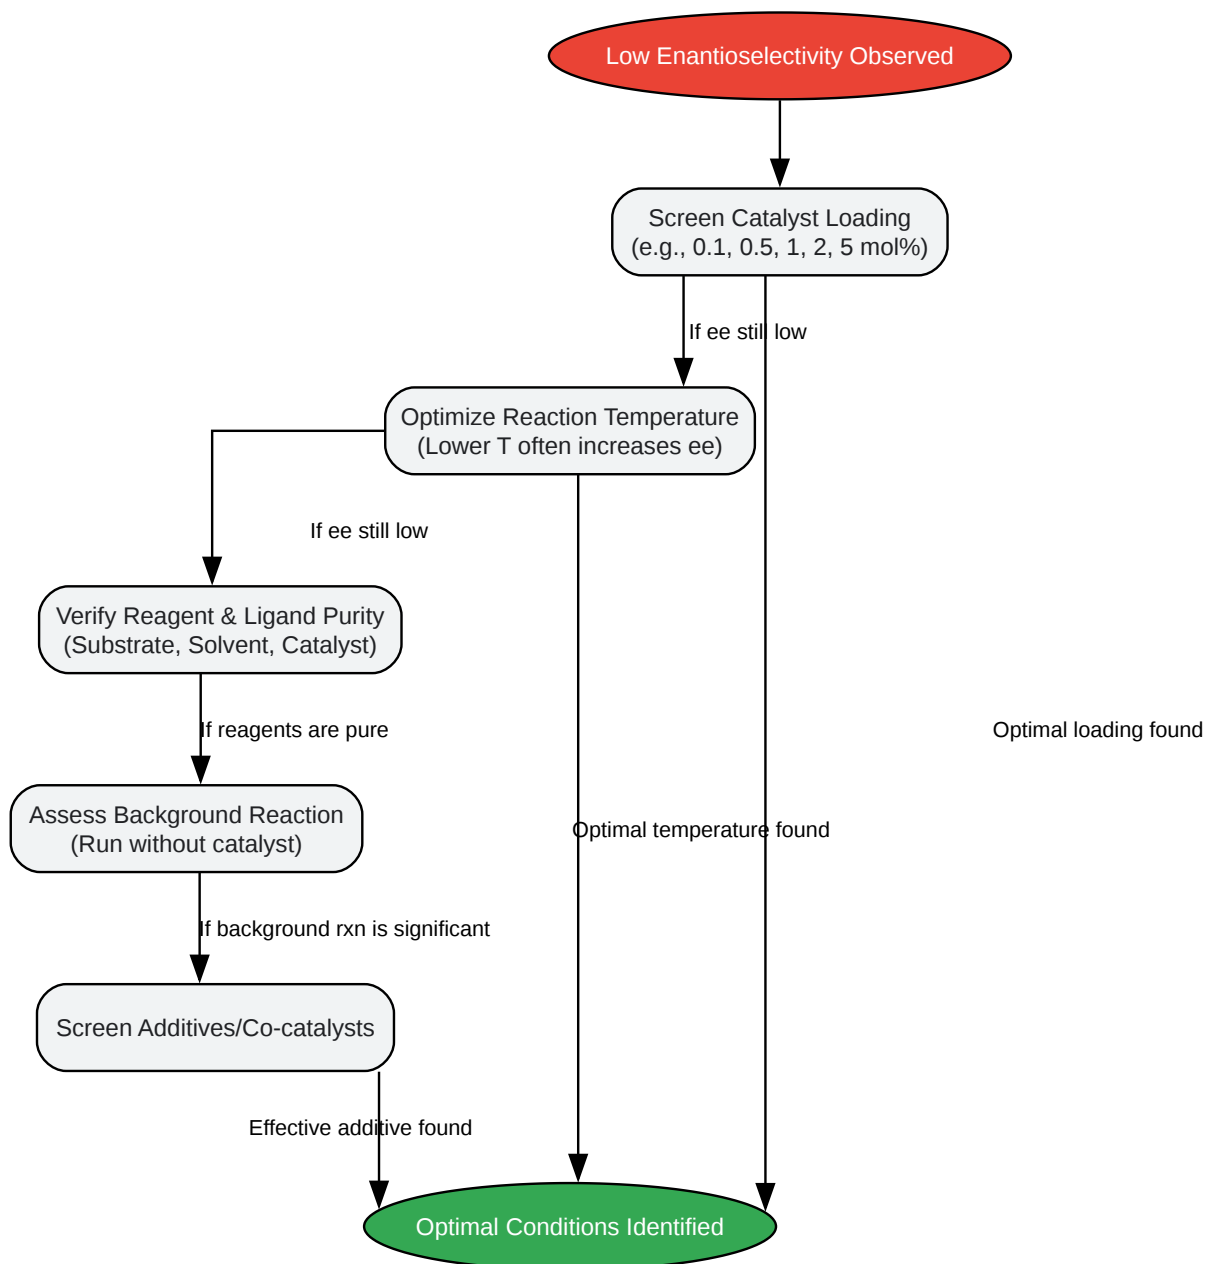 Low Enantioselectivity Observed
Screen Catalyst Loading
(e.g., 0.1, 0.5, 1, 2, 5 mol%)
If ee still low
Optimize Reaction Temperature
(Lower T often increases ee)
If ee still low
Verify Reagent & Ligand Purity
(Substrate, Solvent, Catalyst)
If reagents are pure
Optimal loading found
Assess Background Reaction
(Run without catalyst)
Optimal temperature found
If background rxn is significant
Screen Additives/Co-catalysts
Effective additive found
Optimal Conditions Identified